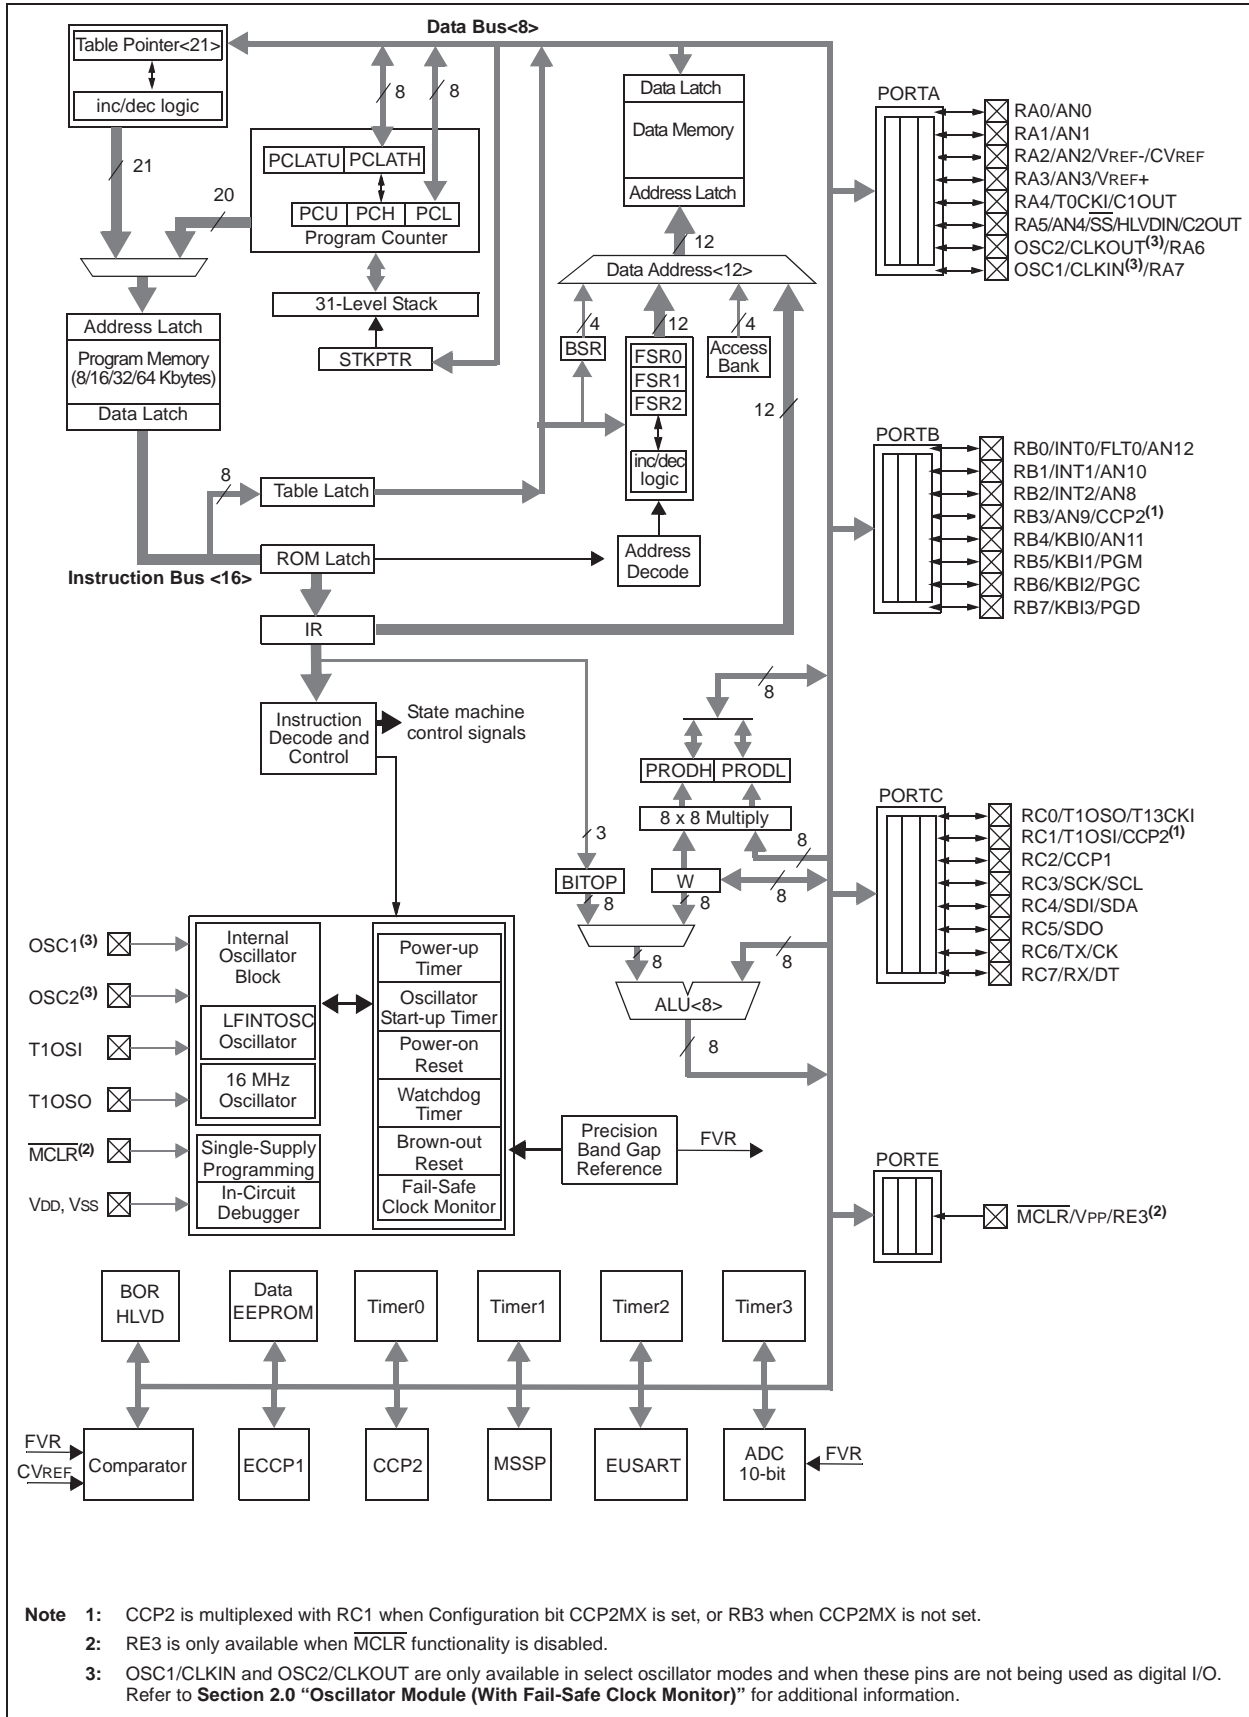 Data Bus<8>
Table Pointer<21>
inc/dec logic
21
20
8
8
PCLATU PCLATH
PCU PCH PCL
Program Counter
31-Level Stack
STKPTR
Address Latch
Program Memory
(8/16/32/64 Kbytes)
Data Latch
Data Latch
Data Memory
Address Latch
12
Data Address<12>
4
12
4
BSR
FSR0
FSR1
FSR2
inc/dec
logic
Access
Bank
12
Address
Decode
8
Table Latch
ROM Latch
Instruction Bus <16>
IR
Instruction
Decode and
Control
State machine
control signals
8
PRODH PRODL
8 x 8 Multiply
3
8
BITOP
W
8
8
8
8
8
ALU<8>
8
PORTA
RA0/AN0
RA1/AN1
RA2/AN2/VREF-/CVREF
RA3/AN3/VREF+
RA4/T0CKI/C1OUT
RA5/AN4/SS/HLVDIN/C2OUT
OSC2/CLKOUT(3)/RA6
OSC1/CLKIN(3)/RA7
PORTB
RB0/INT0/FLT0/AN12
RB1/INT1/AN10
RB2/INT2/AN8
RB3/AN9/CCP2(1)
RB4/KBI0/AN11
RB5/KBI1/PGM
RB6/KBI2/PGC
RB7/KBI3/PGD
PORTC
RC0/T1OSO/T13CKI
RC1/T1OSI/CCP2(1)
RC2/CCP1
RC3/SCK/SCL
RC4/SDI/SDA
RC5/SDO
RC6/TX/CK
RC7/RX/DT
PORTE
MCLR/VPP/RE3(2)
OSC1(3)
OSC2(3)
T1OSI
T1OSO
MCLR(2)
VDD, VSS
Internal
Oscillator
Block
LFINTOSC
Oscillator
16 MHz
Oscillator
Single-Supply
Programming
In-Circuit
Debugger
Power-up
Timer
Oscillator
Start-up Timer
Power-on
Reset
Watchdog
Timer
Brown-out
Reset
Fail-Safe
Clock Monitor
Precision
Band Gap
Reference
FVR
BOR
HLVD
Data
EEPROM
Timer0
Timer1
Timer2
Timer3
FVR
CVREF
Comparator
ECCP1
CCP2
MSSP
EUSART
ADC
10-bit
FVR
Note 1: CCP2 is multiplexed with RC1 when Configuration bit CCP2MX is set, or RB3 when CCP2MX is not set.
2: RE3 is only available when MCLR functionality is disabled.
3: OSC1/CLKIN and OSC2/CLKOUT are only available in select oscillator modes and when these pins are not being used as digital I/O.
Refer to Section 2.0 “Oscillator Module (With Fail-Safe Clock Monitor)” for additional information.